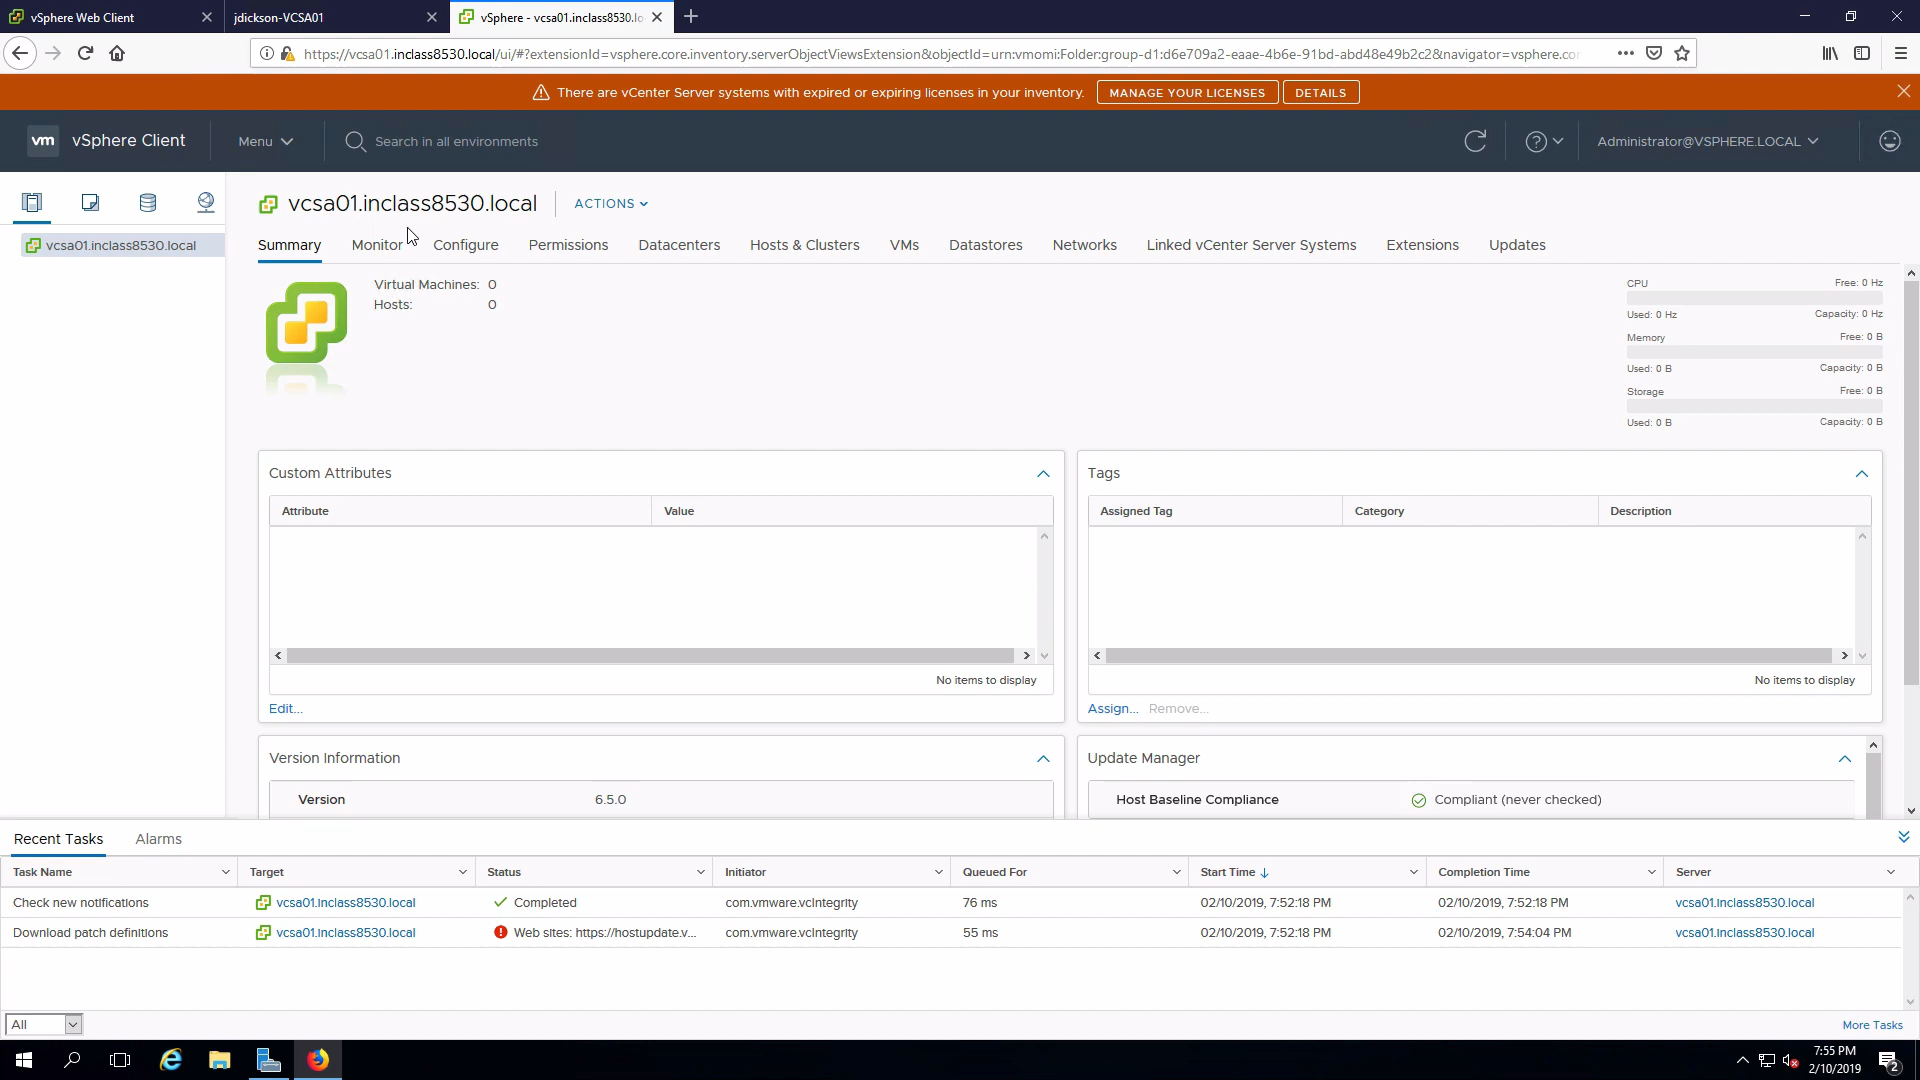 vSphere Web Client
jdickson-VCSA01
vSphere - vcsa01.inclass8530.lo
https://vcsa01.inclass8530.local/ui/#?extensionId=vsphere.core.inventory.serverObjectViewsExtension&objectId=urn:vmomi:Folder:group-d1:d6e709a2-eaae-4b6e-91bd-abd48e49b2c2&navigator=vsphere.cor
There are vCenter Server systems with expired or expiring licenses in your inventory. MANAGE YOUR LICENSES DETAILS
vm vSphere Client Menu Search in all environments Administrator@VSPHERE.LOCAL
vcsa01.inclass8530.local ACTIONS
vcsa01.inclass8530.local
Summary Monitor Configure Permissions Datacenters Hosts & Clusters VMs Datastores Networks Linked vCenter Server Systems Extensions Updates
Virtual Machines: 0
Hosts: 0
CPU Free: 0 Hz
Used: 0 Hz Capacity: 0 Hz
Memory Free: 0 B
Used: 0 B Capacity: 0 B
Storage Free: 0 B
Used: 0 B Capacity: 0 B
Custom Attributes
Attribute Value
No items to display
Edit...
Tags
Assigned Tag Category Description
No items to display
Assign... Remove...
Version Information
Version 6.5.0
Update Manager
Host Baseline Compliance Compliant (never checked)
Recent Tasks Alarms
Task Name Target Status Initiator Queued For Start Time Completion Time Server
Check new notifications vcsa01.inclass8530.local Completed com.vmware.vcIntegrity 76 ms 02/10/2019, 7:52:18 PM 02/10/2019, 7:52:18 PM vcsa01.inclass8530.local
Download patch definitions vcsa01.inclass8530.local Web sites: https://hostupdate.v... com.vmware.vcIntegrity 55 ms 02/10/2019, 7:52:18 PM 02/10/2019, 7:54:04 PM vcsa01.inclass8530.local
All
More Tasks
7:55 PM
2/10/2019
2